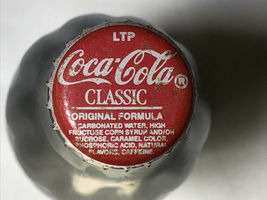 LTP
Coca-Cola ®
CLASSIC
ORIGINAL FORMULA
CARBONATED WATER, HIGH
FRUCTOSE CORN SYRUP AND/OR
SUCROSE, CARAMEL COLOR,
PHOSPHORIC ACID, NATURAL
FLAVORS, CAFFEINE